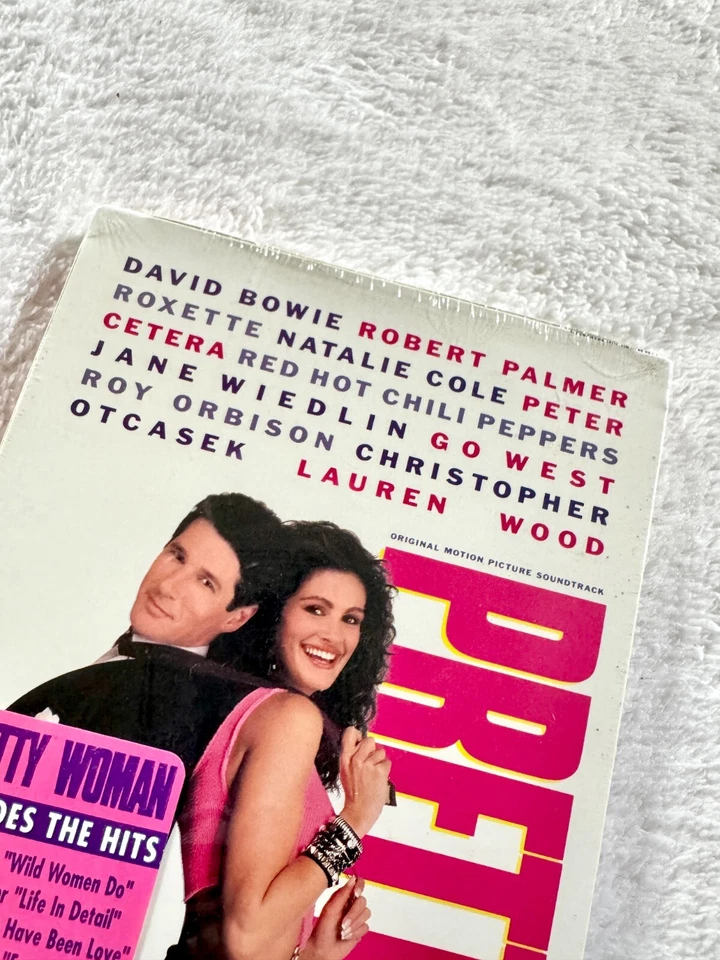 DAVID BOWIE ROBERT PALMER
ROXETTE NATALIE COLE PETER
CETERA RED HOT CHILI PEPPERS
JANE WIEDLIN GO WEST
ROY ORBISON CHRISTOPHER
OTCASEK LAUREN WOOD
ORIGINAL MOTION PICTURE SOUNDTRACK
PRETT
TTY WOMAN
DES THE HITS
"Wild Women Do"
r "Life In Detail"
Have Been Love"